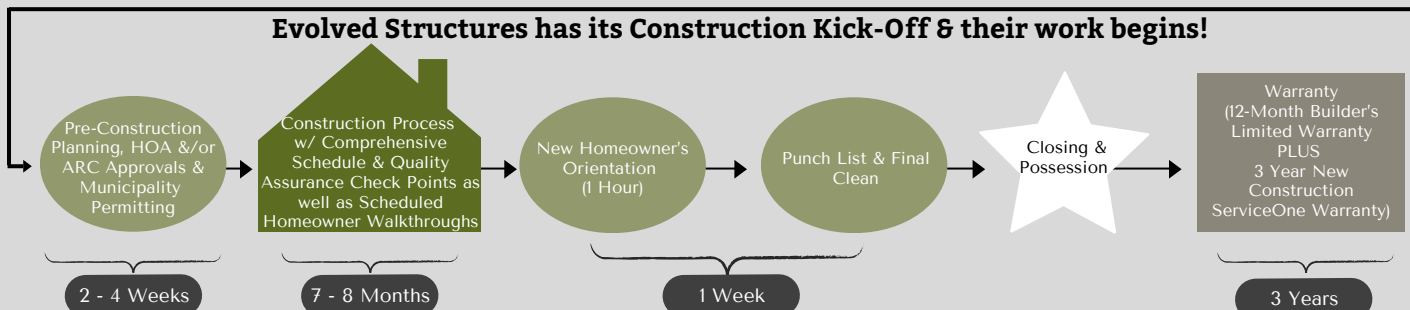 Evolved Structures has its Construction Kick-Off & their work begins!
Pre-Construction
Planning, HOA &/or
ARC Approvals &
Municipality
Permitting
Construction Process
w/ Comprehensive
Schedule & Quality
Assurance Check Points as
well as Scheduled
Homeowner Walkthroughs
New Homeowner's
Orientation
(1 Hour)
Punch List & Final
Clean
Closing &
Possession
Warranty
(12-Month Builder's
Limited Warranty
PLUS
3 Year New
Construction
ServiceOne Warranty)
2 - 4 Weeks
7 - 8 Months
1 Week
3 Years